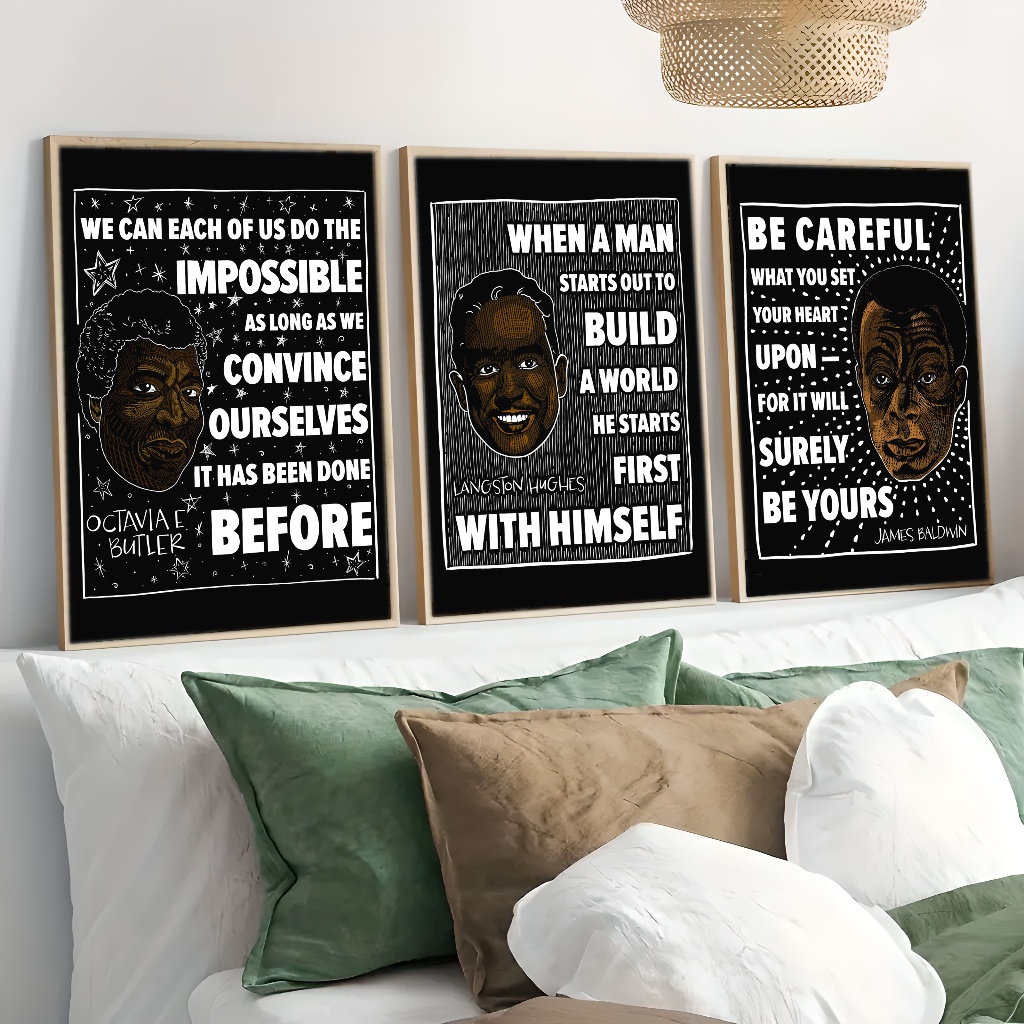 WE CAN EACH OF US DO THE
IMPOSSIBLE
AS LONG AS WE
CONVINCE
OURSELVES
IT HAS BEEN DONE
BEFORE
OCTAVIA E
BUTLER
WHEN A MAN
STARTS OUT TO
BUILD
A WORLD
HE STARTS
FIRST
WITH HIMSELF
LANGSTON HUGHES
BE CAREFUL
WHAT YOU SET
YOUR HEART
UPON —
FOR IT WILL
SURELY
BE YOURS
JAMES BALDWIN